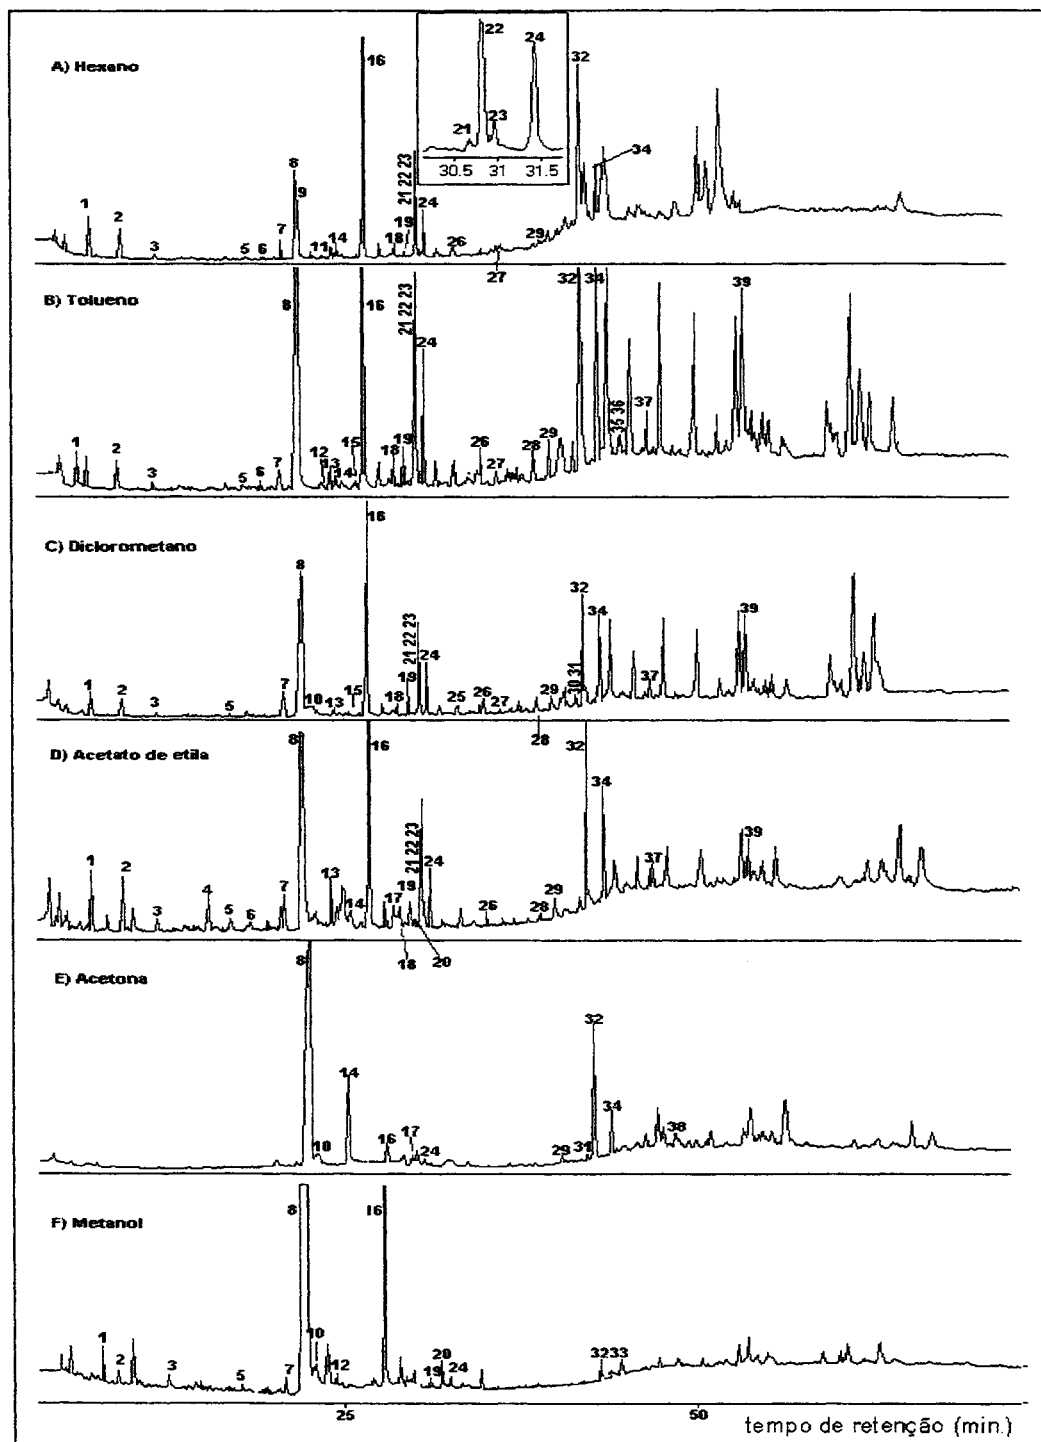 A) Hexano
1 2 3 5 6 7 8 9 11 14 16 18 19 21 22 23 24 26 27 29 32 34
21 22 23 24
30.5 31 31.5
B) Tolueno
1 2 3 5 6 7 8 12 13 14 15 16 18 19 21 22 23 24 26 27 28 29 32 34 35 36 37 39
C) Diclorometano
1 2 3 5 7 8 10 13 15 16 18 19 21 22 23 24 25 26 27 28 29 30 31 32 34 37 39
D) Acetato de etila
1 2 3 4 5 6 7 8 13 14 16 17 18 19 20 21 22 23 24 26 28 29 32 34 37 39
E) Acetona
8 10 14 16 17 24 29 31 32 34 38
F) Metanol
1 2 3 5 7 8 10 12 16 19 20 24 32 33
25 50
tempo de retenção (min.)